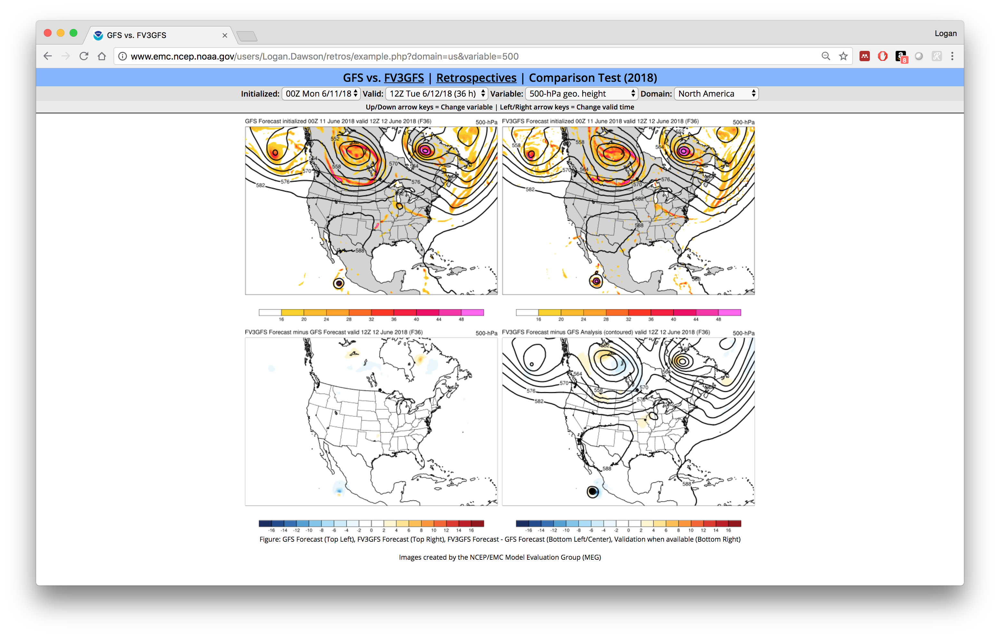 GFS vs. FV3GFS
Logan
www.emc.ncep.noaa.gov/users/Logan.Dawson/retros/example.php?domain=us&variable=500
8
GFS vs. FV3GFS | Retrospectives | Comparison Test (2018)
Initialized: 00Z Mon 6/11/18 Valid: 12Z Tue 6/12/18 (36 h) Variable: 500-hPa geo. height Domain: North America
Up/Down arrow keys = Change variable | Left/Right arrow keys = Change valid time
GFS Forecast initialized 00Z 11 June 2018 valid 12Z 12 June 2018 (F36) 500-hPa
552
564
558
570
570
564
576
576
582
582
588
16 20 24 28 32 36 40 44 48
FV3GFS Forecast initialized 00Z 11 June 2018 valid 12Z 12 June 2018 (F36) 500-hPa
552
558
558
564
570
564
576
570
582
582
588
588
16 20 24 28 32 36 40 44 48
FV3GFS Forecast minus GFS Forecast valid 12Z 12 June 2018 (F36) 500-hPa
-16 -14 -12 -10 -8 -6 -4 -2 0 2 4 6 8 10 12 14 16
FV3GFS Forecast minus GFS Analysis (contoured) valid 12Z 12 June 2018 (F36) 500-hPa
552
546
564
564
570
570
558
576
576
582
582
588
588
-16 -14 -12 -10 -8 -6 -4 -2 0 2 4 6 8 10 12 14 16
Figure: GFS Forecast (Top Left), FV3GFS Forecast (Top Right), FV3GFS Forecast - GFS Forecast (Bottom Left/Center), Validation when available (Bottom Right)
Images created by the NCEP/EMC Model Evaluation Group (MEG)